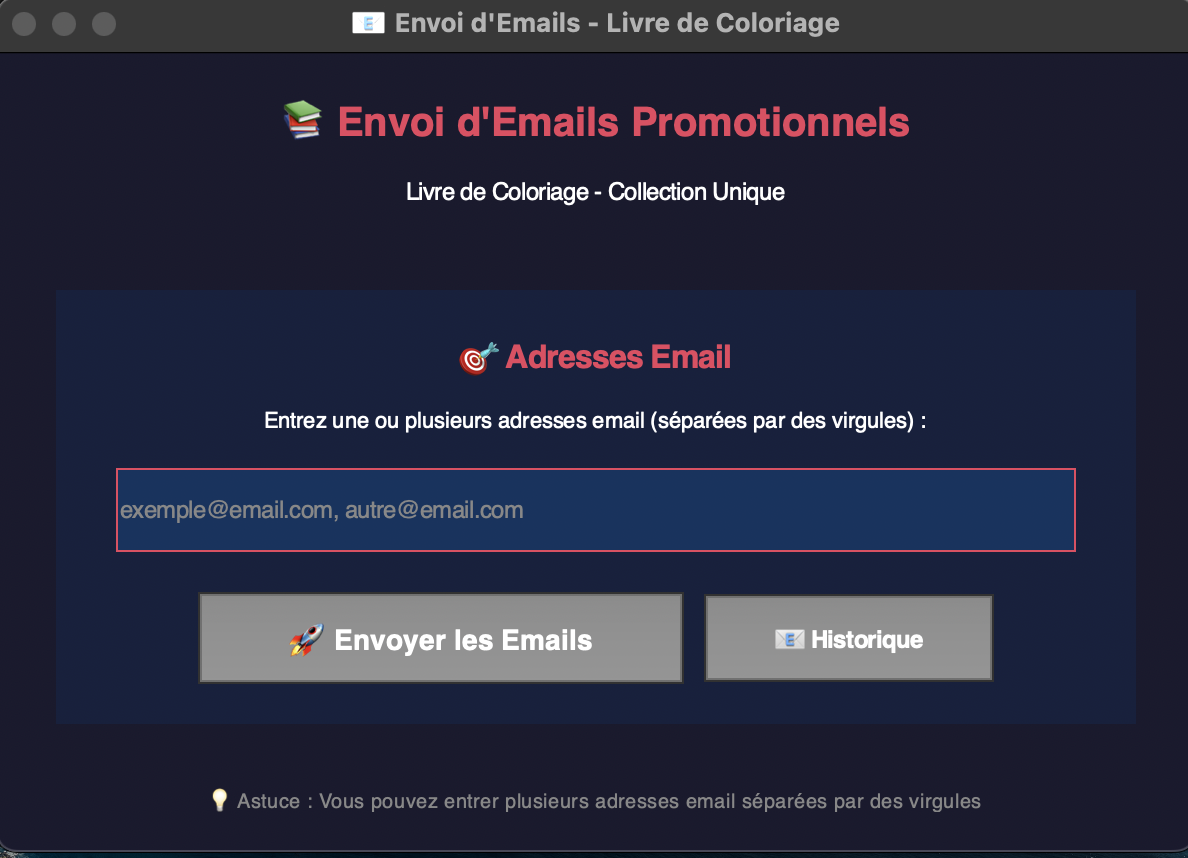 Envoi d'Emails - Livre de Coloriage
Envoi d'Emails Promotionnels
Livre de Coloriage - Collection Unique
Adresses Email
Entrez une ou plusieurs adresses email (séparées par des virgules) :
exemple@email.com, autre@email.com
Envoyer les Emails
Historique
Astuce : Vous pouvez entrer plusieurs adresses email séparées par des virgules